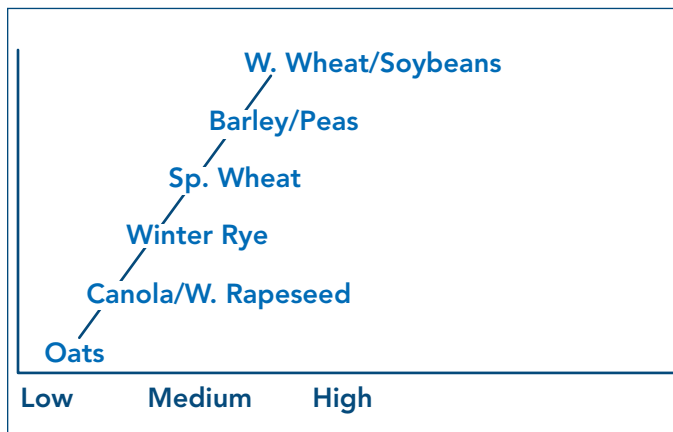 W. Wheat/Soybeans
Barley/Peas
Sp. Wheat
Winter Rye
Canola/W. Rapeseed
Oats
Low Medium High